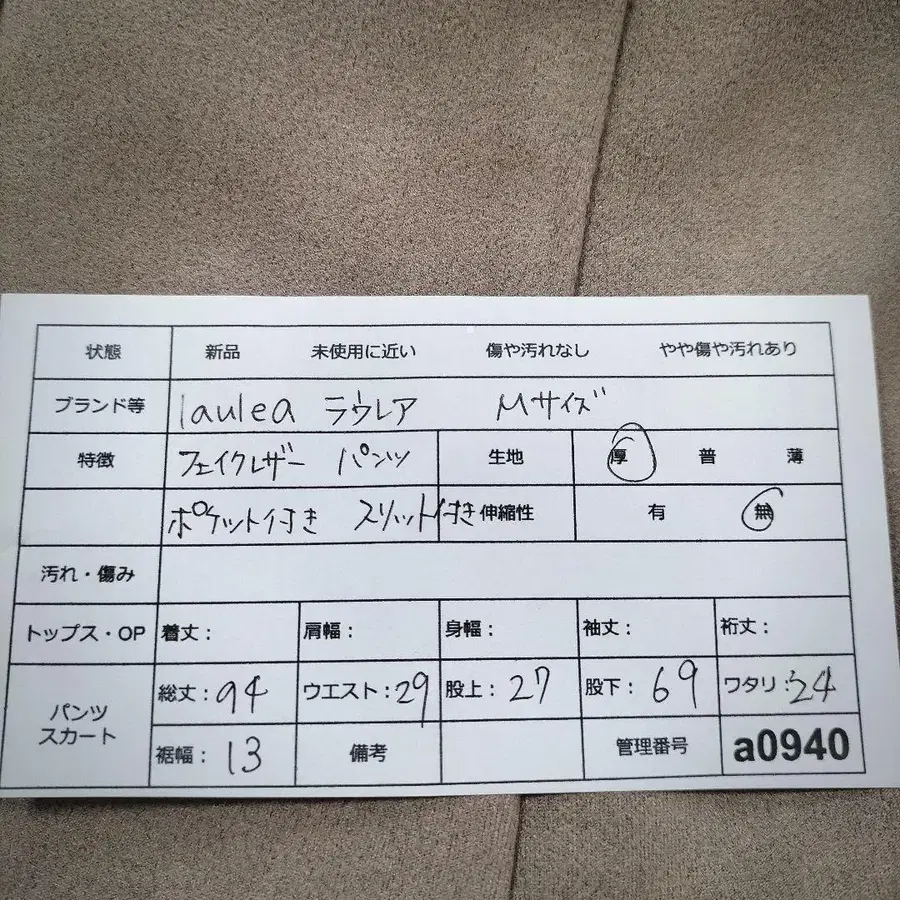 状態 新品 未使用に近い 傷や汚れなし やや傷や汚れあり
ブランド等 laulea ラウレア Mサイズ
特徴 フェイクレザー パンツ 生地 厚 普 薄
ポケット付き スリット付き 伸縮性 有 無
汚れ・傷み
トップス・OP 着丈: 肩幅: 身幅: 袖丈: 裄丈:
パンツ スカート 総丈:94 ウエスト:29 股上:27 股下:69 ワタリ:24
裾幅:13 備考 管理番号 a0940